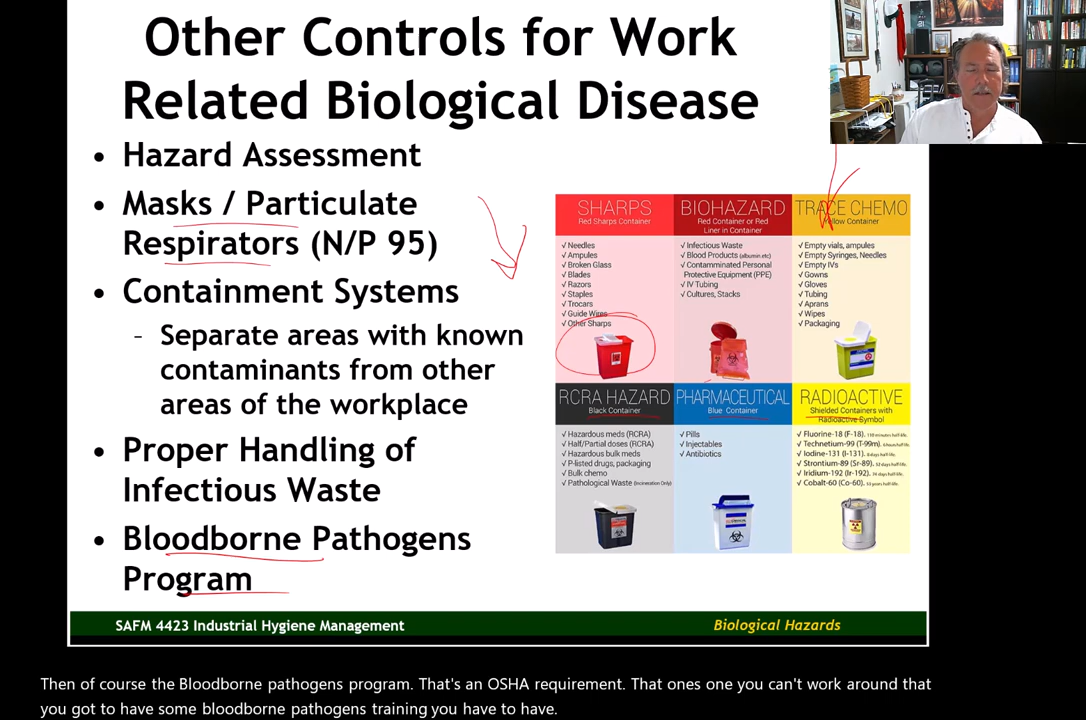 Other Controls for Work
Related Biological Disease
• Hazard Assessment
• Masks / Particulate
Respirators (N/P 95)
• Containment Systems
– Separate areas with known
contaminants from other
areas of the workplace
• Proper Handling of
Infectious Waste
• Bloodborne Pathogens
Program
SHARPS
Red Sharps Container
√ Needles
√ Ampules
√ Broken Glass
√ Blades
√ Razors
√ Staples
√ Trocars
√ Guide Wires
√ Other Sharps
BIOHAZARD
Red Container or Red
Liner in Container
√ Infectious Waste
√ Blood Products (albumin etc)
√ Contamminated Personal
Protective Equipment (PPE)
√ IV Tubing
√ Cultures, Stacks
TRACE CHEMO
Yellow Container
√ Empty vials, ampules
√ Empty Syringes, Needles
√ Empty IVs
√ Gowns
√ Gloves
√ Tubing
√ Aprans
√ Wipes
√ Packaging
RCRA HAZARD
Black Container
√ Hazardous meds (RCRA)
√ Half/Partial doses (RCRA)
√ Hazardous bulk meds
√ P-listed drugs, packaging
√ Bulk chemo
√ Pathological Waste (Incineration Only)
PHARMACEUTICAL
Blue Container
√ Pills
√ Injectables
√ Antibiotics
RADIOACTIVE
Shielded Containers with
Radioactive Symbol
√ Fluorine-18 (F-18).
√ Technetium-99 (T-99m).
√ Iodine-131 (I-131).
√ Strontium-89 (Sr-89).
√ Iridium-192 (Ir-192).
√ Cobalt-60 (Co-60).
SAFM 4423 Industrial Hygiene Management
Biological Hazards
Then of course the Bloodborne pathogens program. That's an OSHA requirement. That ones one you can't work around that
you got to have some bloodborne pathogens training you have to have.